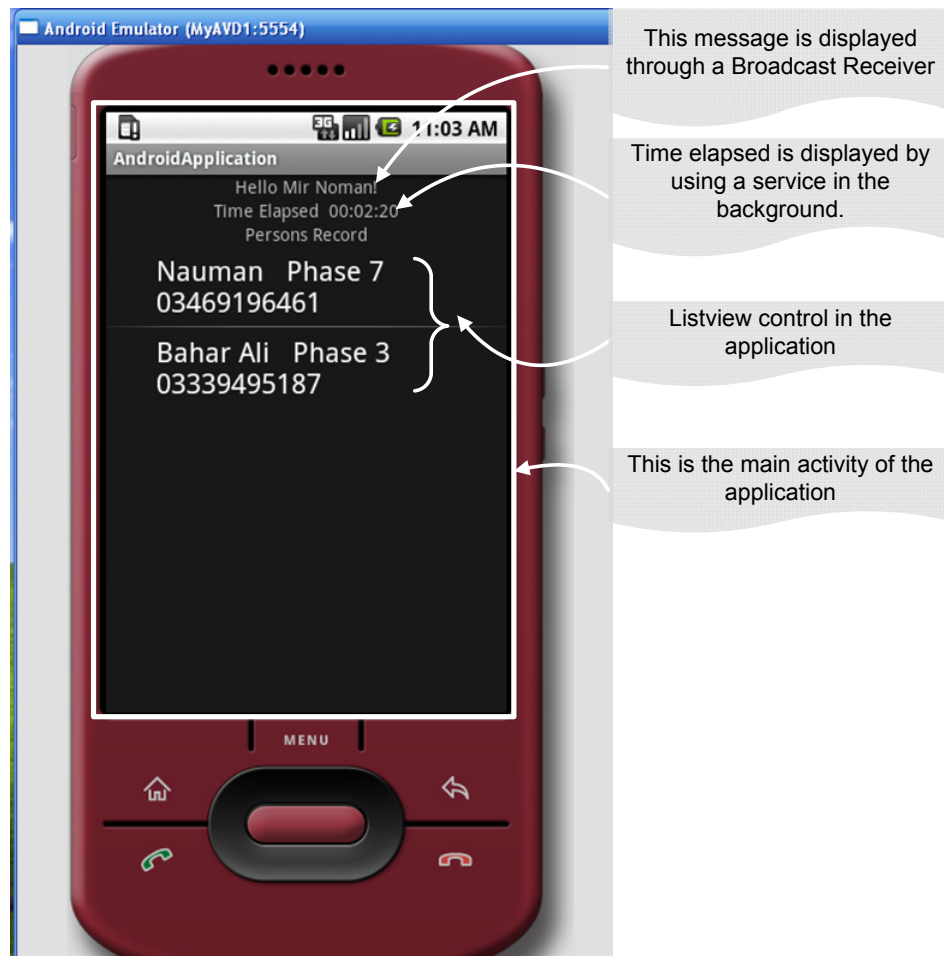 Android Emulator (MyAVD1:5554)
3G
11:03 AM
AndroidApplication
Hello Mir Noman!
Time Elapsed 00:02:20
Persons Record
Nauman Phase 7
03469196461
Bahar Ali Phase 3
03339495187
MENU
This message is displayed
through a Broadcast Receiver
Time elapsed is displayed by
using a service in the
background.
Listview control in the
application
This is the main activity of the
application